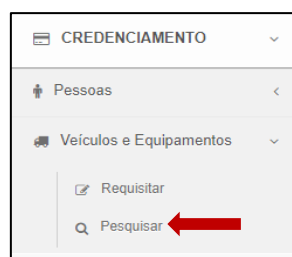 CREDENCIAMENTO
Pessoas
Veículos e Equipamentos
Requisitar
Pesquisar